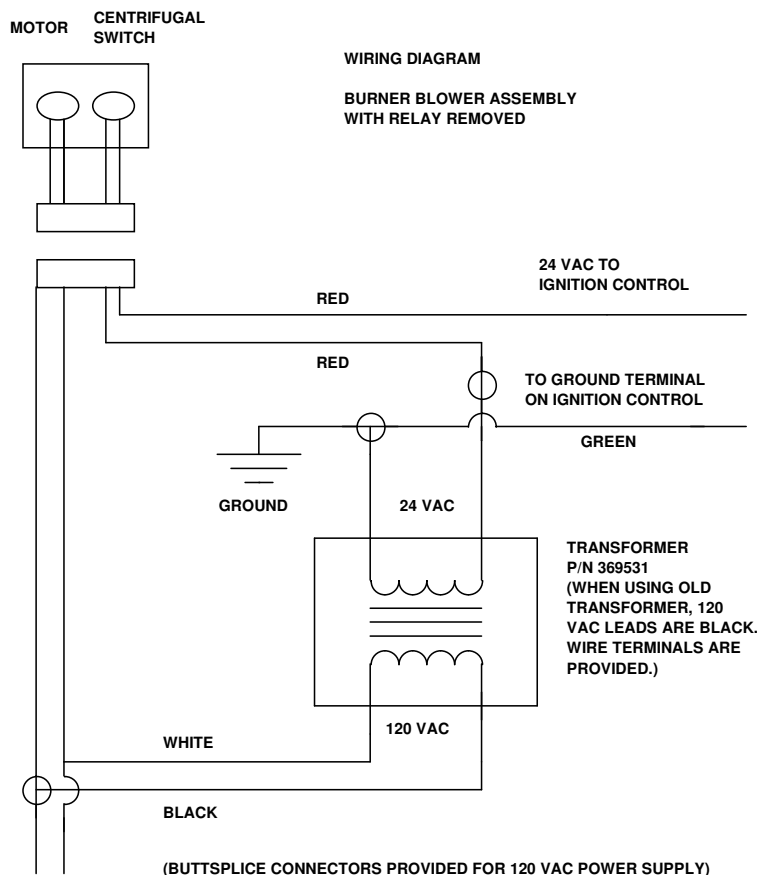 MOTOR
CENTRIFUGAL
SWITCH
WIRING DIAGRAM
BURNER BLOWER ASSEMBLY
WITH RELAY REMOVED
24 VAC TO
IGNITION CONTROL
RED
RED
TO GROUND TERMINAL
ON IGNITION CONTROL
GREEN
GROUND
24 VAC
TRANSFORMER
P/N 369531
(WHEN USING OLD
TRANSFORMER, 120
VAC LEADS ARE BLACK.
WIRE TERMINALS ARE
PROVIDED.)
120 VAC
WHITE
BLACK
(BUTTSPLICE CONNECTORS PROVIDED FOR 120 VAC POWER SUPPLY)